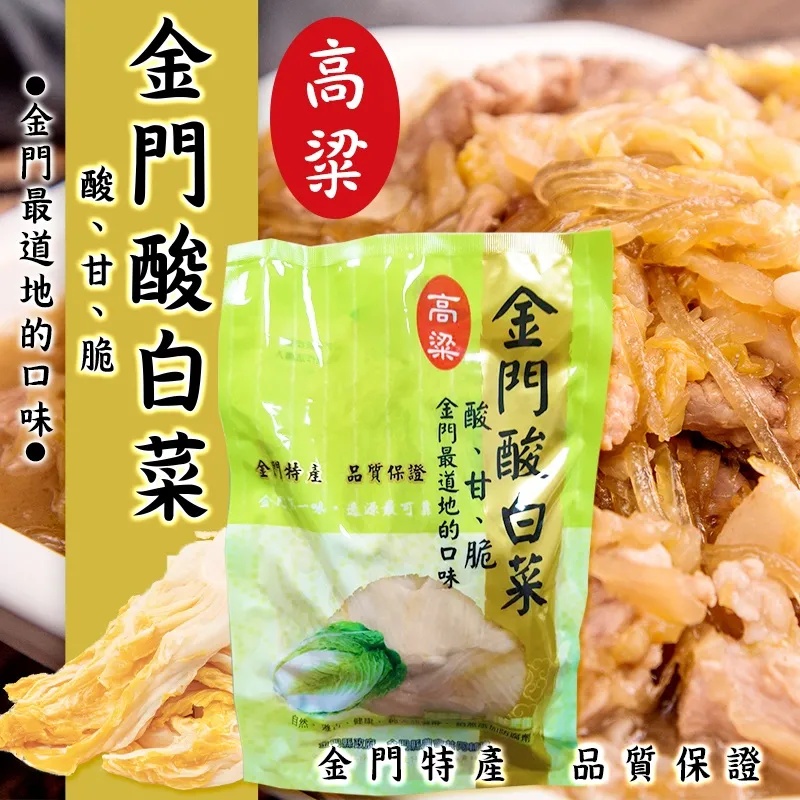 ●金門最道地的口味●
金門酸白菜
酸、甘、脆
高粱
高粱
金門酸白菜
酸、甘、脆
金門最道地的口味
金門特產 品質保證
金門特產 品質保證